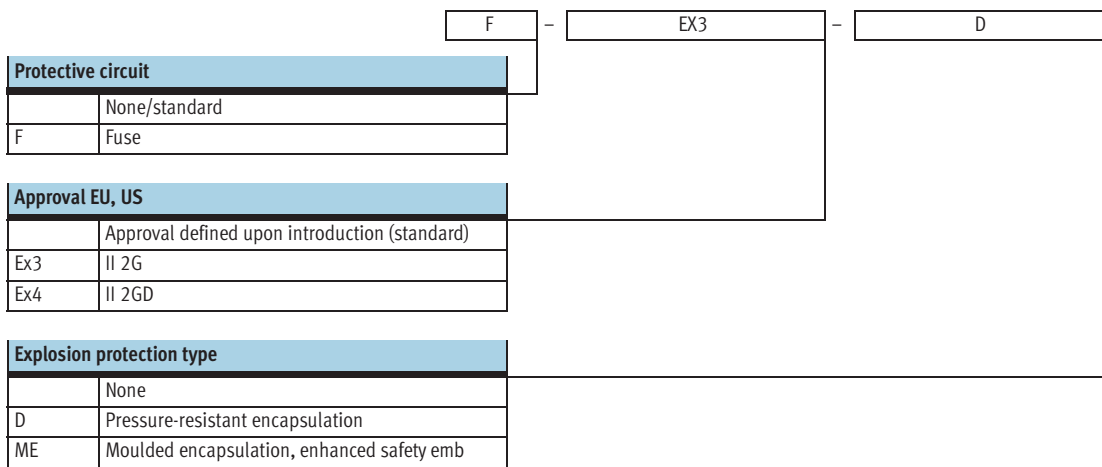 F – EX3 – D
Protective circuit
None/standard
F Fuse
Approval EU, US
Approval defined upon introduction (standard)
Ex3 II 2G
Ex4 II 2GD
Explosion protection type
None
D Pressure-resistant encapsulation
ME Moulded encapsulation, enhanced safety emb